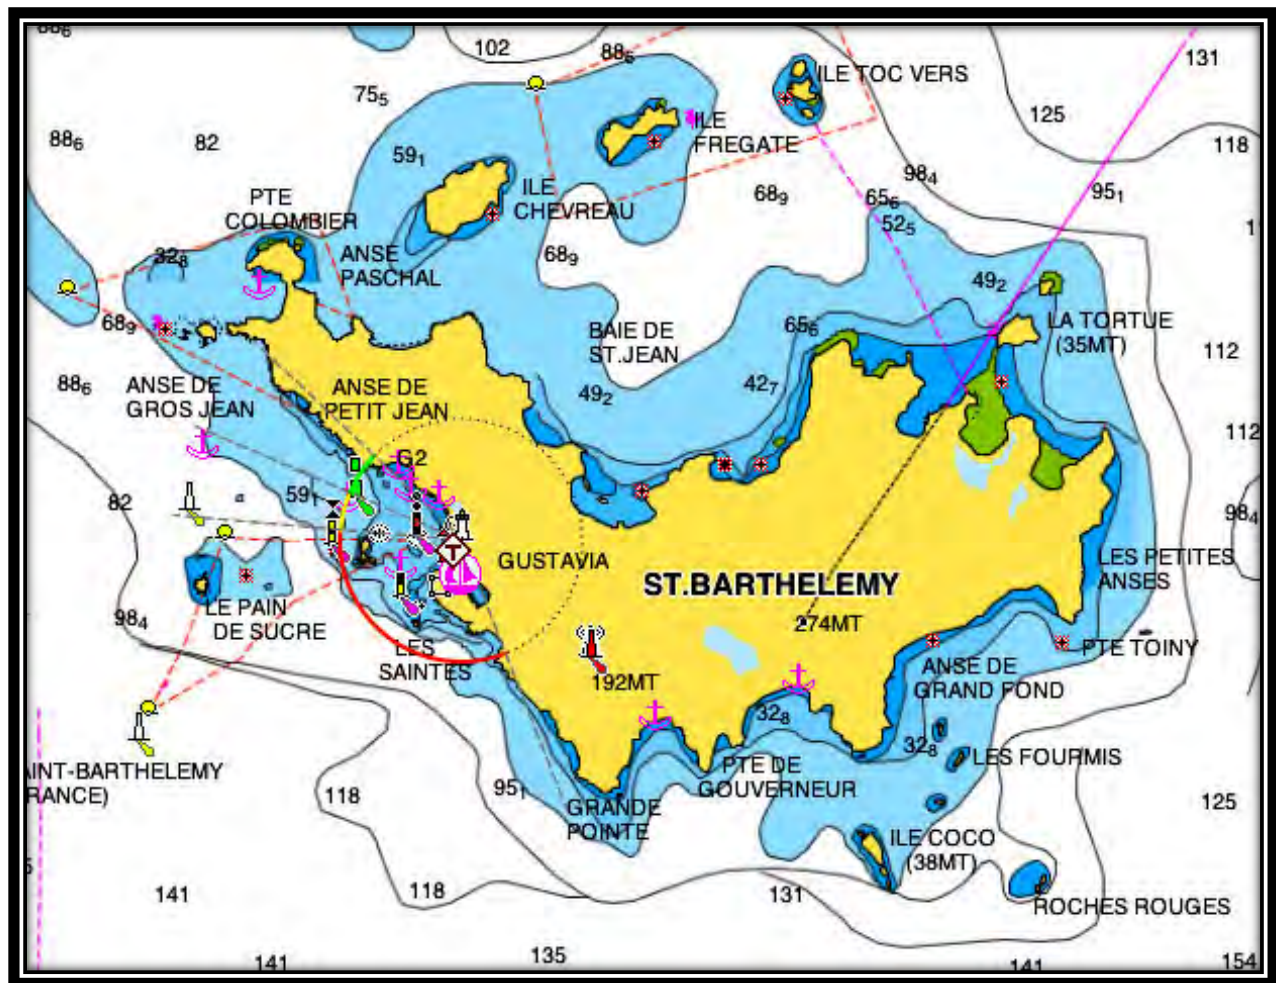 88₆
102
88₅
ILE TOC VERS
131
75₅
125
88₆
82
59₁
ILE
FREGATE
118
98₄
PTE
COLOMBIER
ILE
CHEVREAU
68₉
65₆
95₁
52₅
1
32₈
ANSE
PASCHAL
68₉
49₂
68₉
BAIE DE
ST.JEAN
65₆
LA TORTUE
(35MT)
112
88₆
ANSE DE
GROS JEAN
ANSE DE
PETIT JEAN
49₂
42₇
112
G2
82
59₁
98₄
GUSTAVIA
T
ST.BARTHELEMY
LES PETITES
ANSES
LE PAIN
DE SUCRE
98₄
274MT
LES
SAINTES
192MT
PTE TOINY
ANSE DE
GRAND FOND
32₈
32₈
AINT-BARTHELEMY
RANCE)
PTE DE
GOUVERNEUR
LES FOURMIS
118
95₁
GRANDE
POINTE
125
ILE COCO
(38MT)
141
118
131
ROCHES ROUGES
141
135
141
154